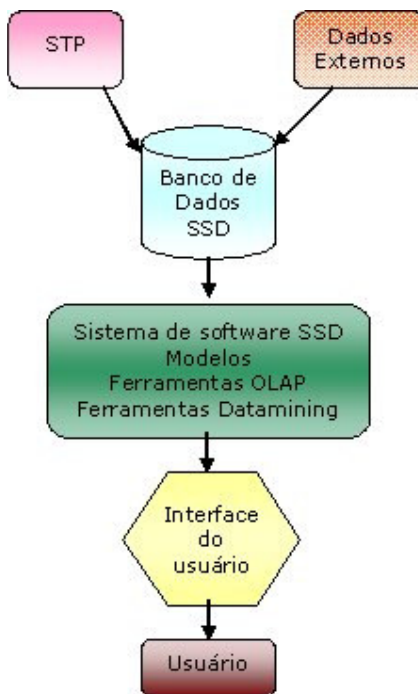 STP
Dados
Externos
Banco de
Dados
SSD
Sistema de software SSD
Modelos
Ferramentas OLAP
Ferramentas Datamining
Interface
do
usuário
Usuário